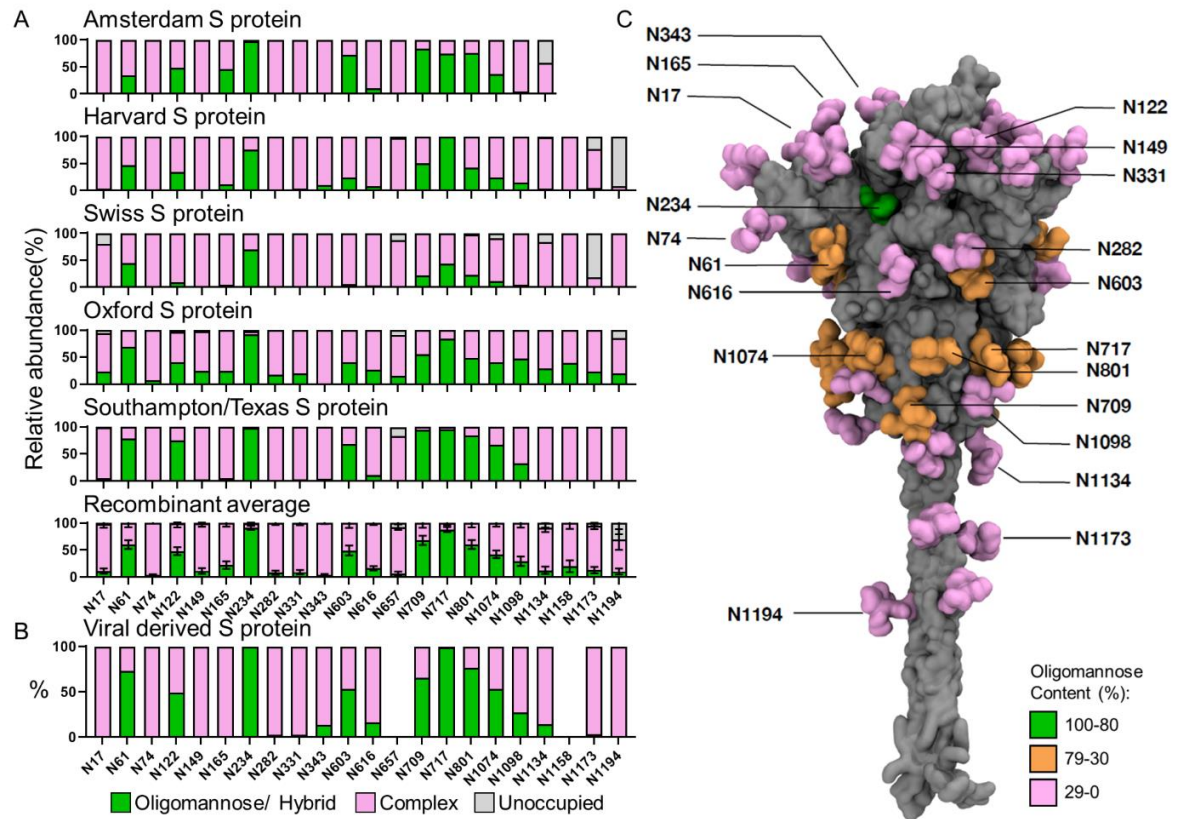 A
Amsterdam S protein
100
50
0
Harvard S protein
100
50
0
Swiss S protein
100
50
0
Oxford S protein
100
50
0
Southampton/Texas S protein
100
50
0
Recombinant average
100
50
0
Relative abundance(%)
N17 N61 N74 N122 N149 N165 N234 N282 N331 N343 N603 N616 N657 N709 N717 N801 N1074 N1098 N1134 N1158 N1173 N1194
B
Viral derived S protein
100
50
0
%
N17 N61 N74 N122 N149 N165 N234 N282 N331 N343 N603 N616 N657 N709 N717 N801 N1074 N1098 N1134 N1158 N1173 N1194
Oligomannose/ Hybrid Complex Unoccupied
C
N343
N165
N17
N234
N74
N61
N616
N1074
N1194
N122
N149
N331
N282
N603
N717
N801
N709
N1098
N1134
N1173
Oligomannose
Content (%):
100-80
79-30
29-0